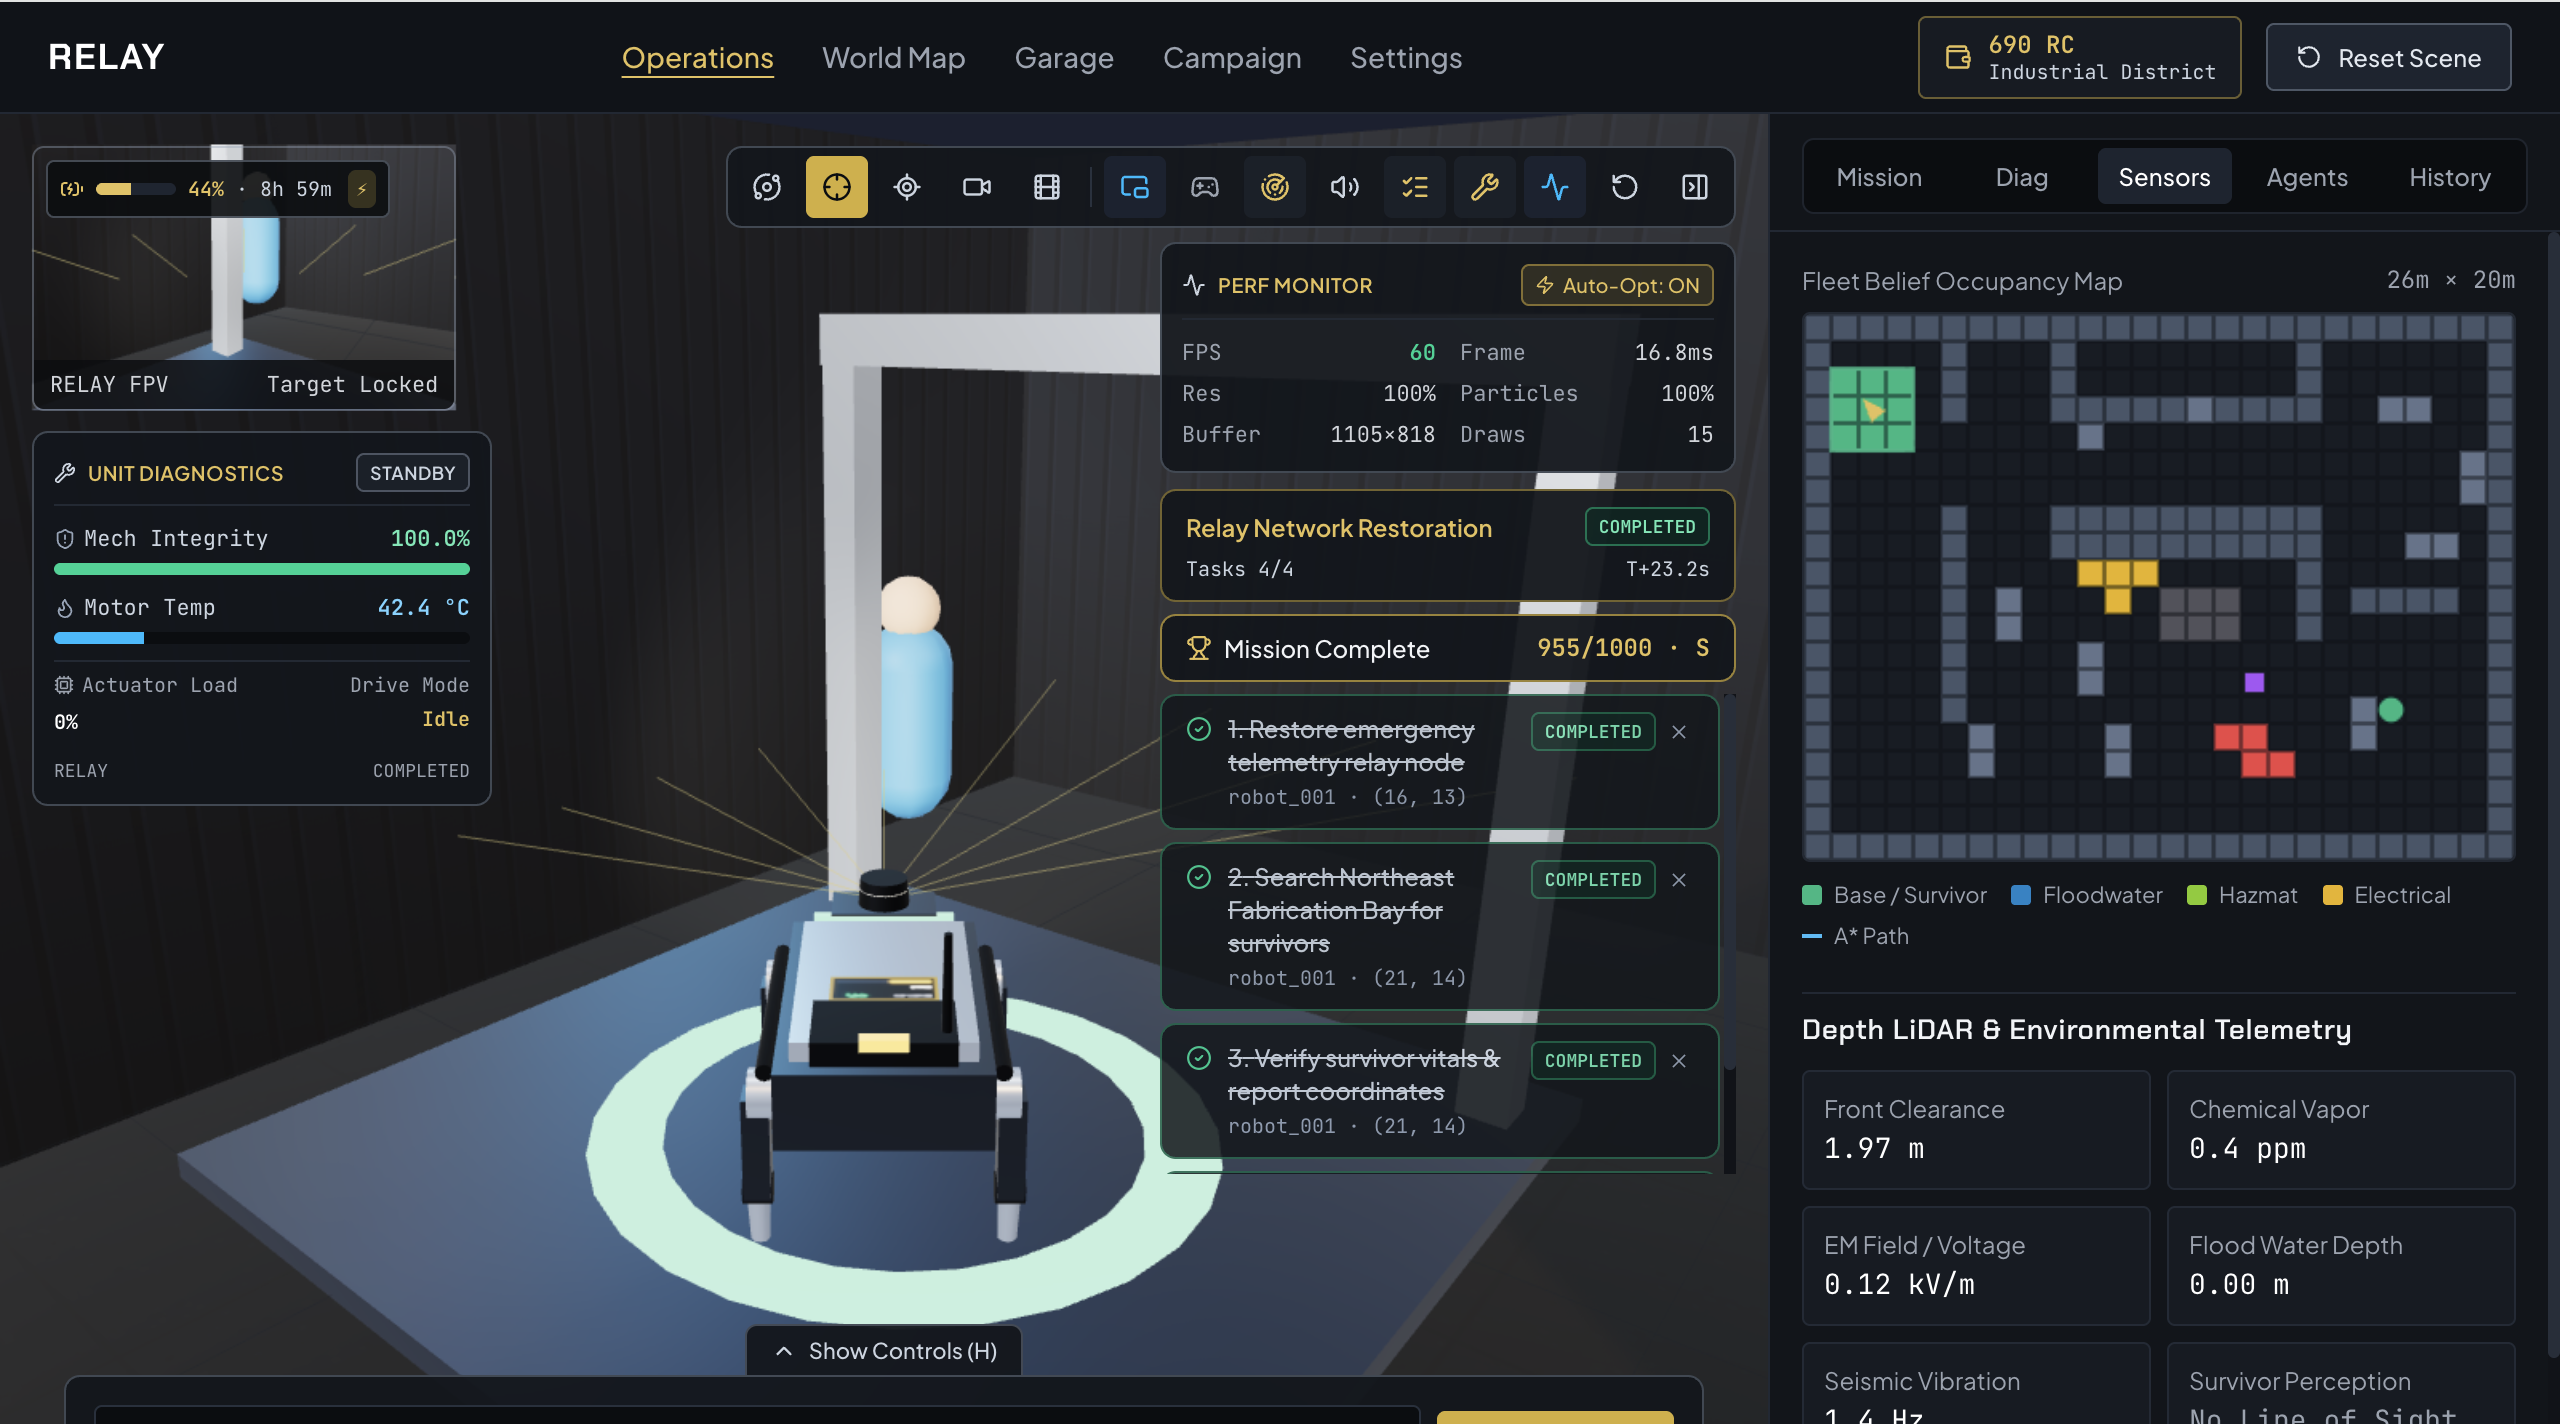 RELAY
Operations
World Map
Garage
Campaign
Settings
690 RC
Industrial District
Reset Scene
44% · 8h 59m
RELAY FPV
Target Locked
UNIT DIAGNOSTICS
STANDBY
Mech Integrity
100.0%
Motor Temp
42.4 °C
Actuator Load
Drive Mode
0%
Idle
RELAY
COMPLETED
PERF MONITOR
Auto-Opt: ON
FPS
60
Frame
16.8ms
Res
100%
Particles
100%
Buffer
1105×818
Draws
15
Relay Network Restoration
COMPLETED
Tasks 4/4
T+23.2s
Mission Complete
955/1000 · S
1. Restore emergency
telemetry relay node
COMPLETED
robot_001 · (16, 13)
2. Search Northeast
Fabrication Bay for
survivors
COMPLETED
robot_001 · (21, 14)
3. Verify survivor vitals &
report coordinates
COMPLETED
robot_001 · (21, 14)
Show Controls (H)
Mission
Diag
Sensors
Agents
History
Fleet Belief Occupancy Map
26m × 20m
Base / Survivor
Floodwater
Hazmat
Electrical
A* Path
Depth LiDAR & Environmental Telemetry
Front Clearance
1.97 m
Chemical Vapor
0.4 ppm
EM Field / Voltage
0.12 kV/m
Flood Water Depth
0.00 m
Seismic Vibration
1.4 Hz
Survivor Perception
No Line of Sight